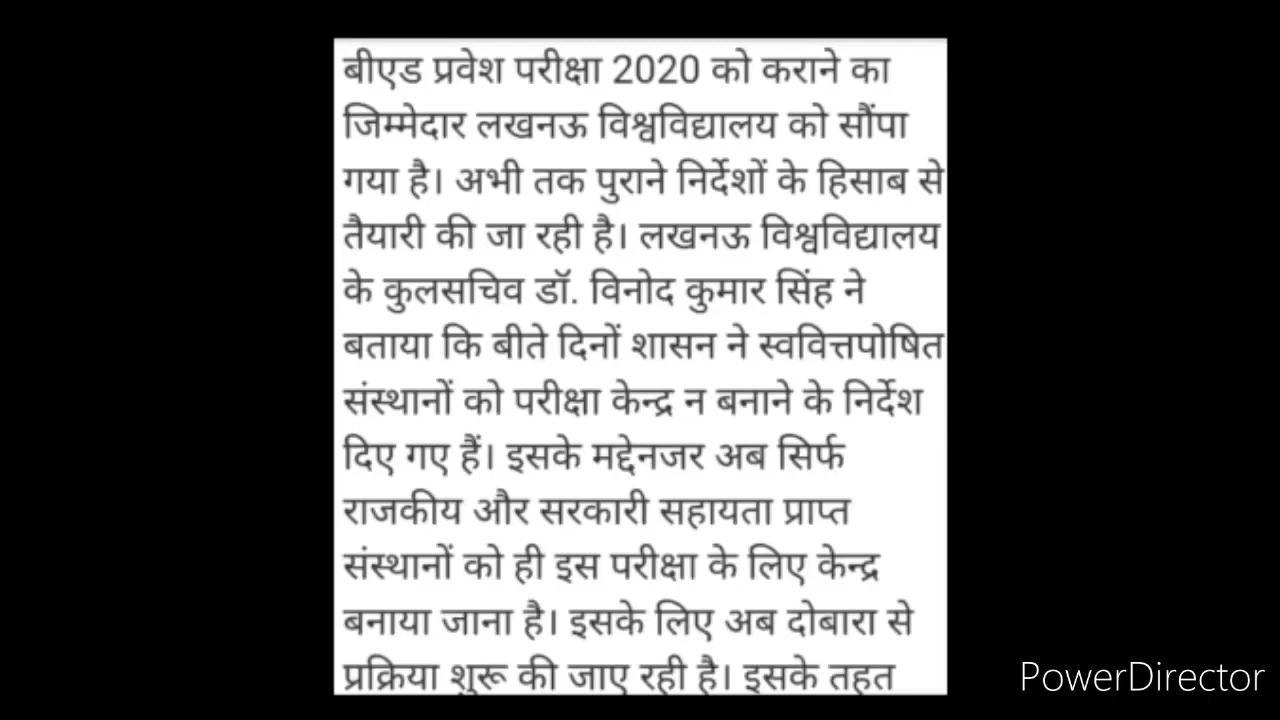 बीएड प्रवेश परीक्षा 2020 को कराने का
जिम्मेदार लखनऊ विश्वविद्यालय को सौंपा
गया है। अभी तक पुराने निर्देशों के हिसाब से
तैयारी की जा रही है। लखनऊ विश्वविद्यालय
के कुलसचिव डॉ. विनोद कुमार सिंह ने
बताया कि बीते दिनों शासन ने स्ववित्तपोषित
संस्थानों को परीक्षा केन्द्र न बनाने के निर्देश
दिए गए हैं। इसके मद्देनजर अब सिर्फ
राजकीय और सरकारी सहायता प्राप्त
संस्थानों को ही इस परीक्षा के लिए केन्द्र
बनाया जाना है। इसके लिए अब दोबारा से
प्रक्रिया शुरू की जाए रही है। इसके तहत
PowerDirector